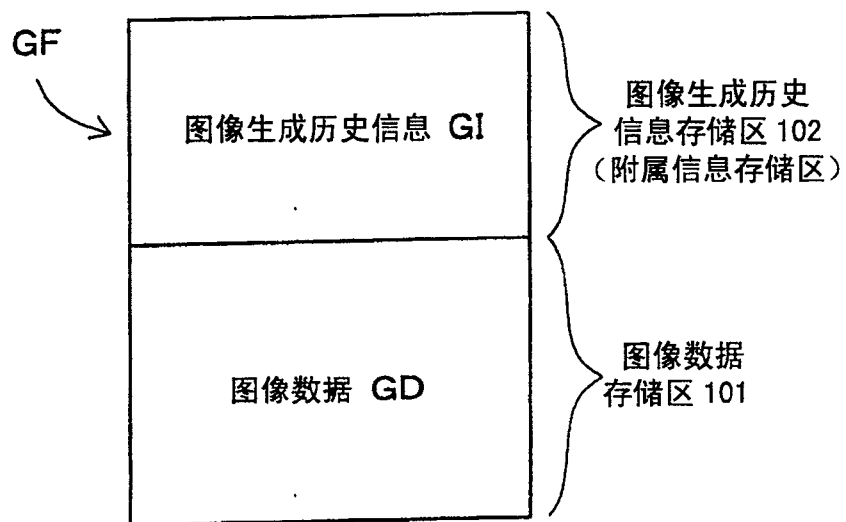 GF
图像生成历史信息 GI
图像生成历史
信息存储区 102
（附属信息存储区）
图像数据 GD
图像数据
存储区 101